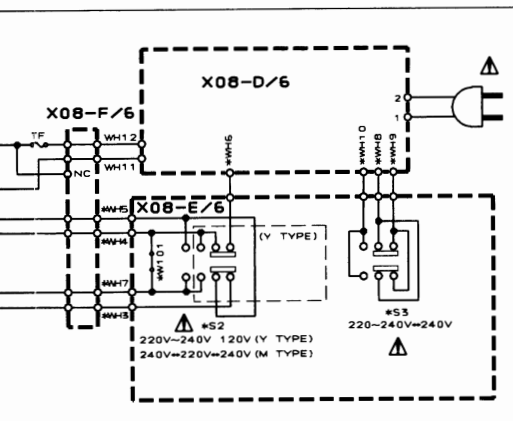 X08-D/6
2
1
X08-F/6
TF
WH12
WH11
NC
*WH6
*WH10
*WH8
*WH9
X08-E/6
*WH5
*WH4
*W101
(Y TYPE)
*WH7
*WH3
*S2
220V~240V 120V (Y TYPE)
240V↔220V↔240V (M TYPE)
*S3
220~240V↔240V